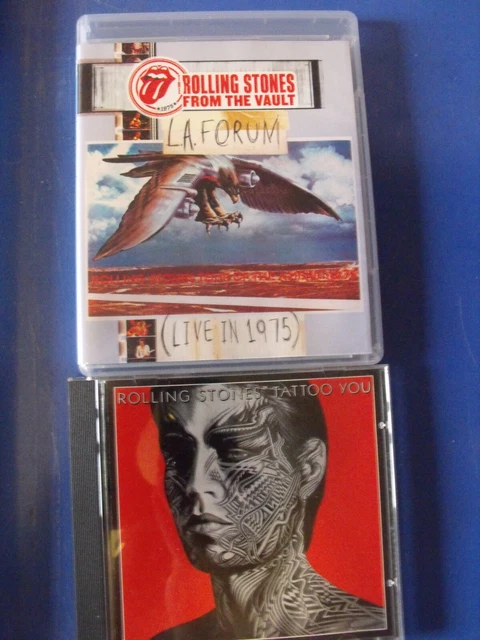 ROLLING STONES
FROM THE VAULT
L.A. FORUM
(LIVE IN 1975)
ROLLING STONES TATTOO YOU